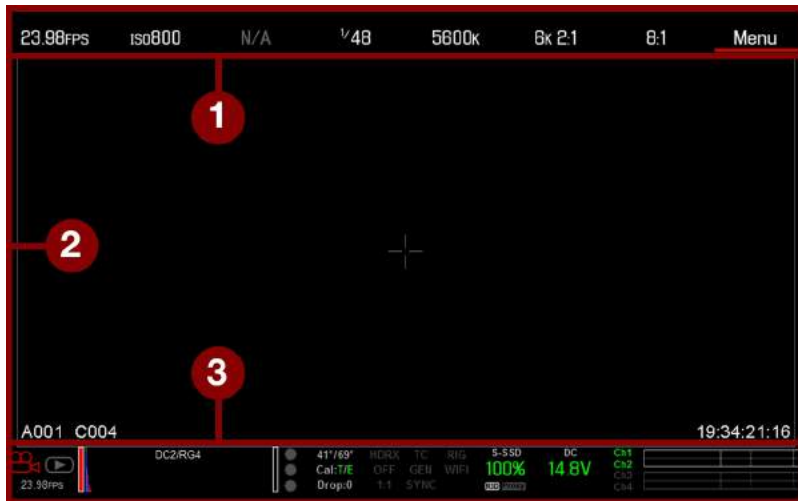 23.98FPS ISO800 N/A 1/48 5600K 6K 2:1 8:1 Menu
1
2
3
A001 C004 19:34:21:16
DC2/RG4 41°/69° HDRX TC RIG S-SSD DC Ch1
Cal:T/E OFF GEN WIFI 100% 14.8V Ch2
23.98FPS Drop:0 1:1 SYNC R3D Ch3
Ch4